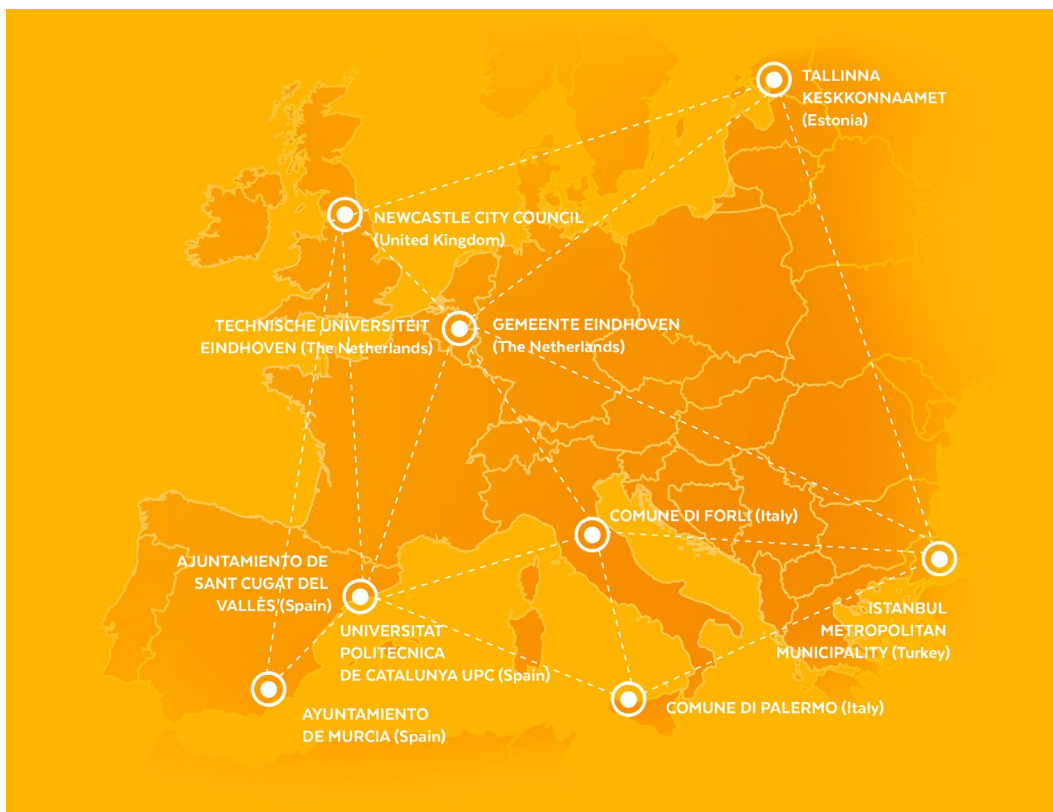 TALLINNA
KESKKONNAAMET
(Estonia)
NEWCASTLE CITY COUNCIL
(United Kingdom)
TECHNISCHE UNIVERSITEIT
EINDHOVEN (The Netherlands)
GEMEENTE EINDHOVEN
(The Netherlands)
COMUNE DI FORLI (Italy)
AJUNTAMIENTO DE
SANT CUGAT DEL
VALLÈS (Spain)
UNIVERSITAT
POLITECNICA
DE CATALUNYA UPC (Spain)
ISTANBUL
METROPOLITAN
MUNICIPALITY (Turkey)
COMUNE DI PALERMO (Italy)
AYUNTAMIENTO
DE MURCIA (Spain)